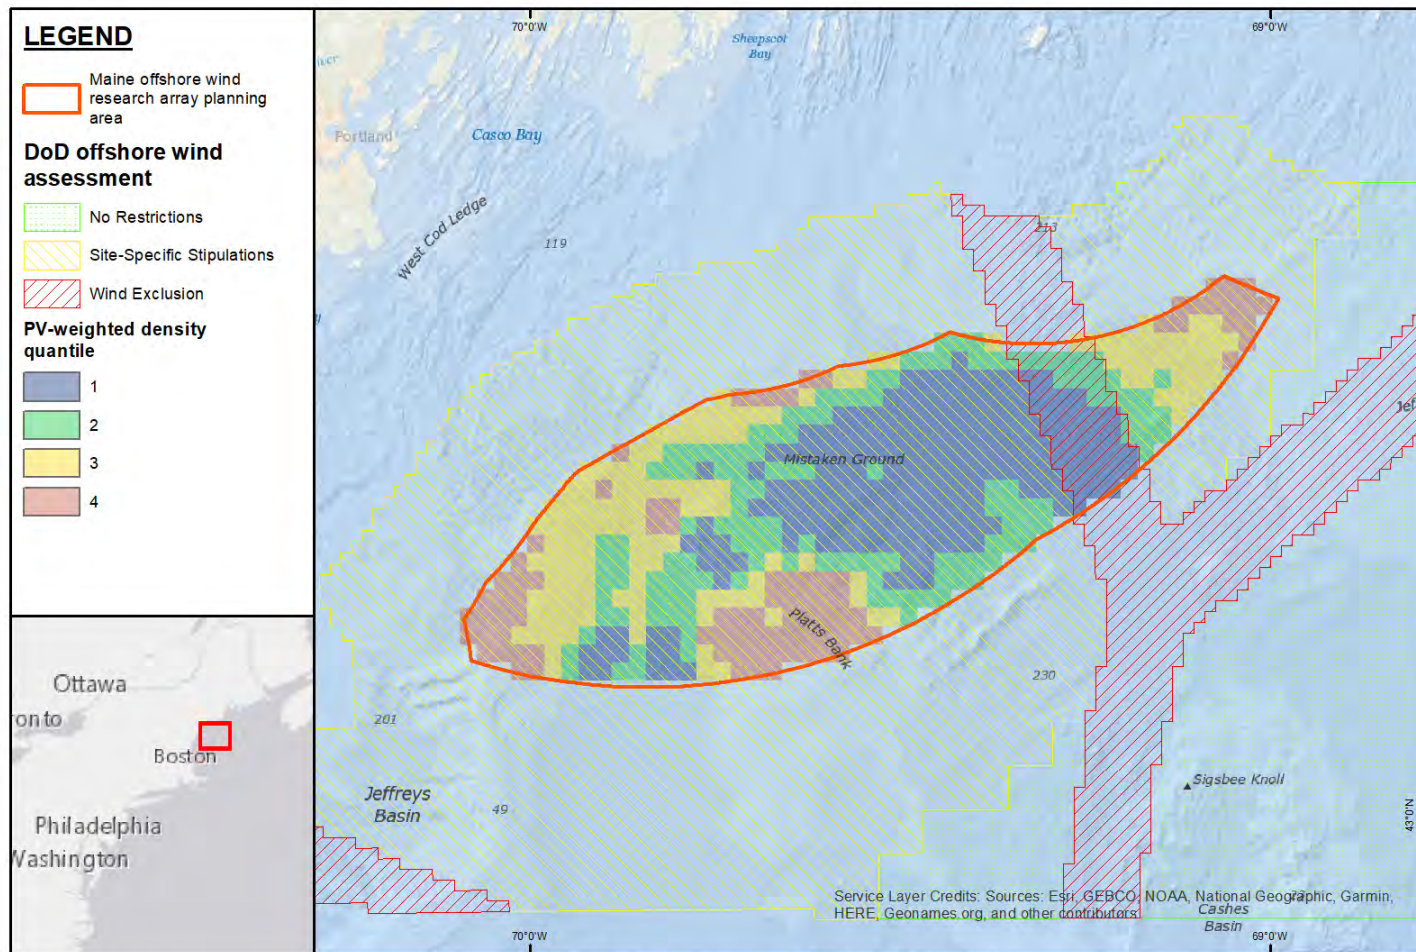 LEGEND
Maine offshore wind
research array planning
area
DoD offshore wind
assessment
No Restrictions
Site-Specific Stipulations
Wind Exclusion
PV-weighted density
quantile
1
2
3
4
Ottawa
ronto
Boston
Philadelphia
Washington
70°0'W
69°0'W
Sheepscot
Bay
Portland
Casco Bay
West Cod Ledge
119
213
Jef
Mistaken Ground
Platts Bank
230
201
Jeffreys
Basin
49
Sigsbee Knoll
43°0'N
Service Layer Credits: Sources: Esri, GEBCO, NOAA, National Geographic, Garmin,
HERE, Geonames.org, and other contributors
Cashes
Basin
70°0'W
69°0'W